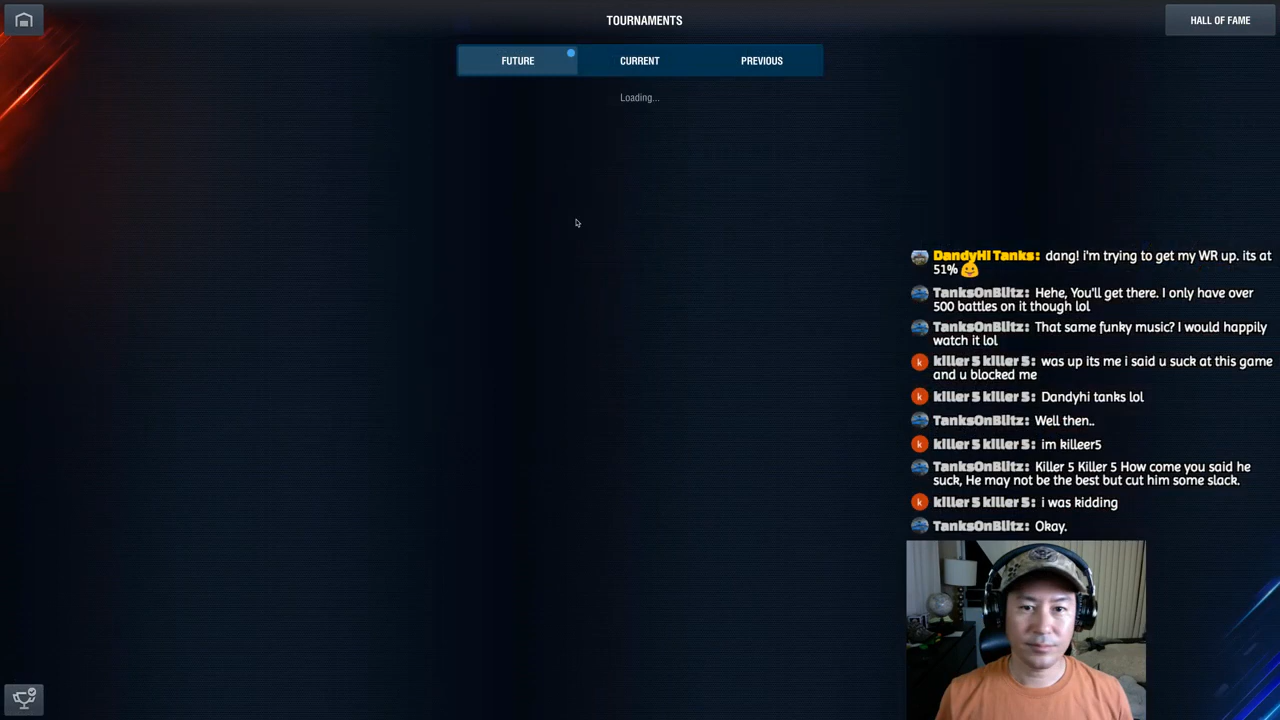 TOURNAMENTS
HALL OF FAME
FUTURE
CURRENT
PREVIOUS
Loading...
DandyHi Tanks: dang! i'm trying to get my WR up. its at
51%
TanksOnBlitz: Hehe, You'll get there. I only have over
500 battles on it though lol
TanksOnBlitz: That same funky music? I would happily
watch it lol
k killer 5 killer 5: was up its me i said u suck at this game
and u blocked me
k killer 5 killer 5: Dandyhi tanks lol
TanksOnBlitz: Well then..
k killer 5 killer 5: im killeer5
TanksOnBlitz: Killer 5 Killer 5 How come you said he
suck, He may not be the best but cut him some slack.
k killer 5 killer 5: i was kidding
TanksOnBlitz: Okay.